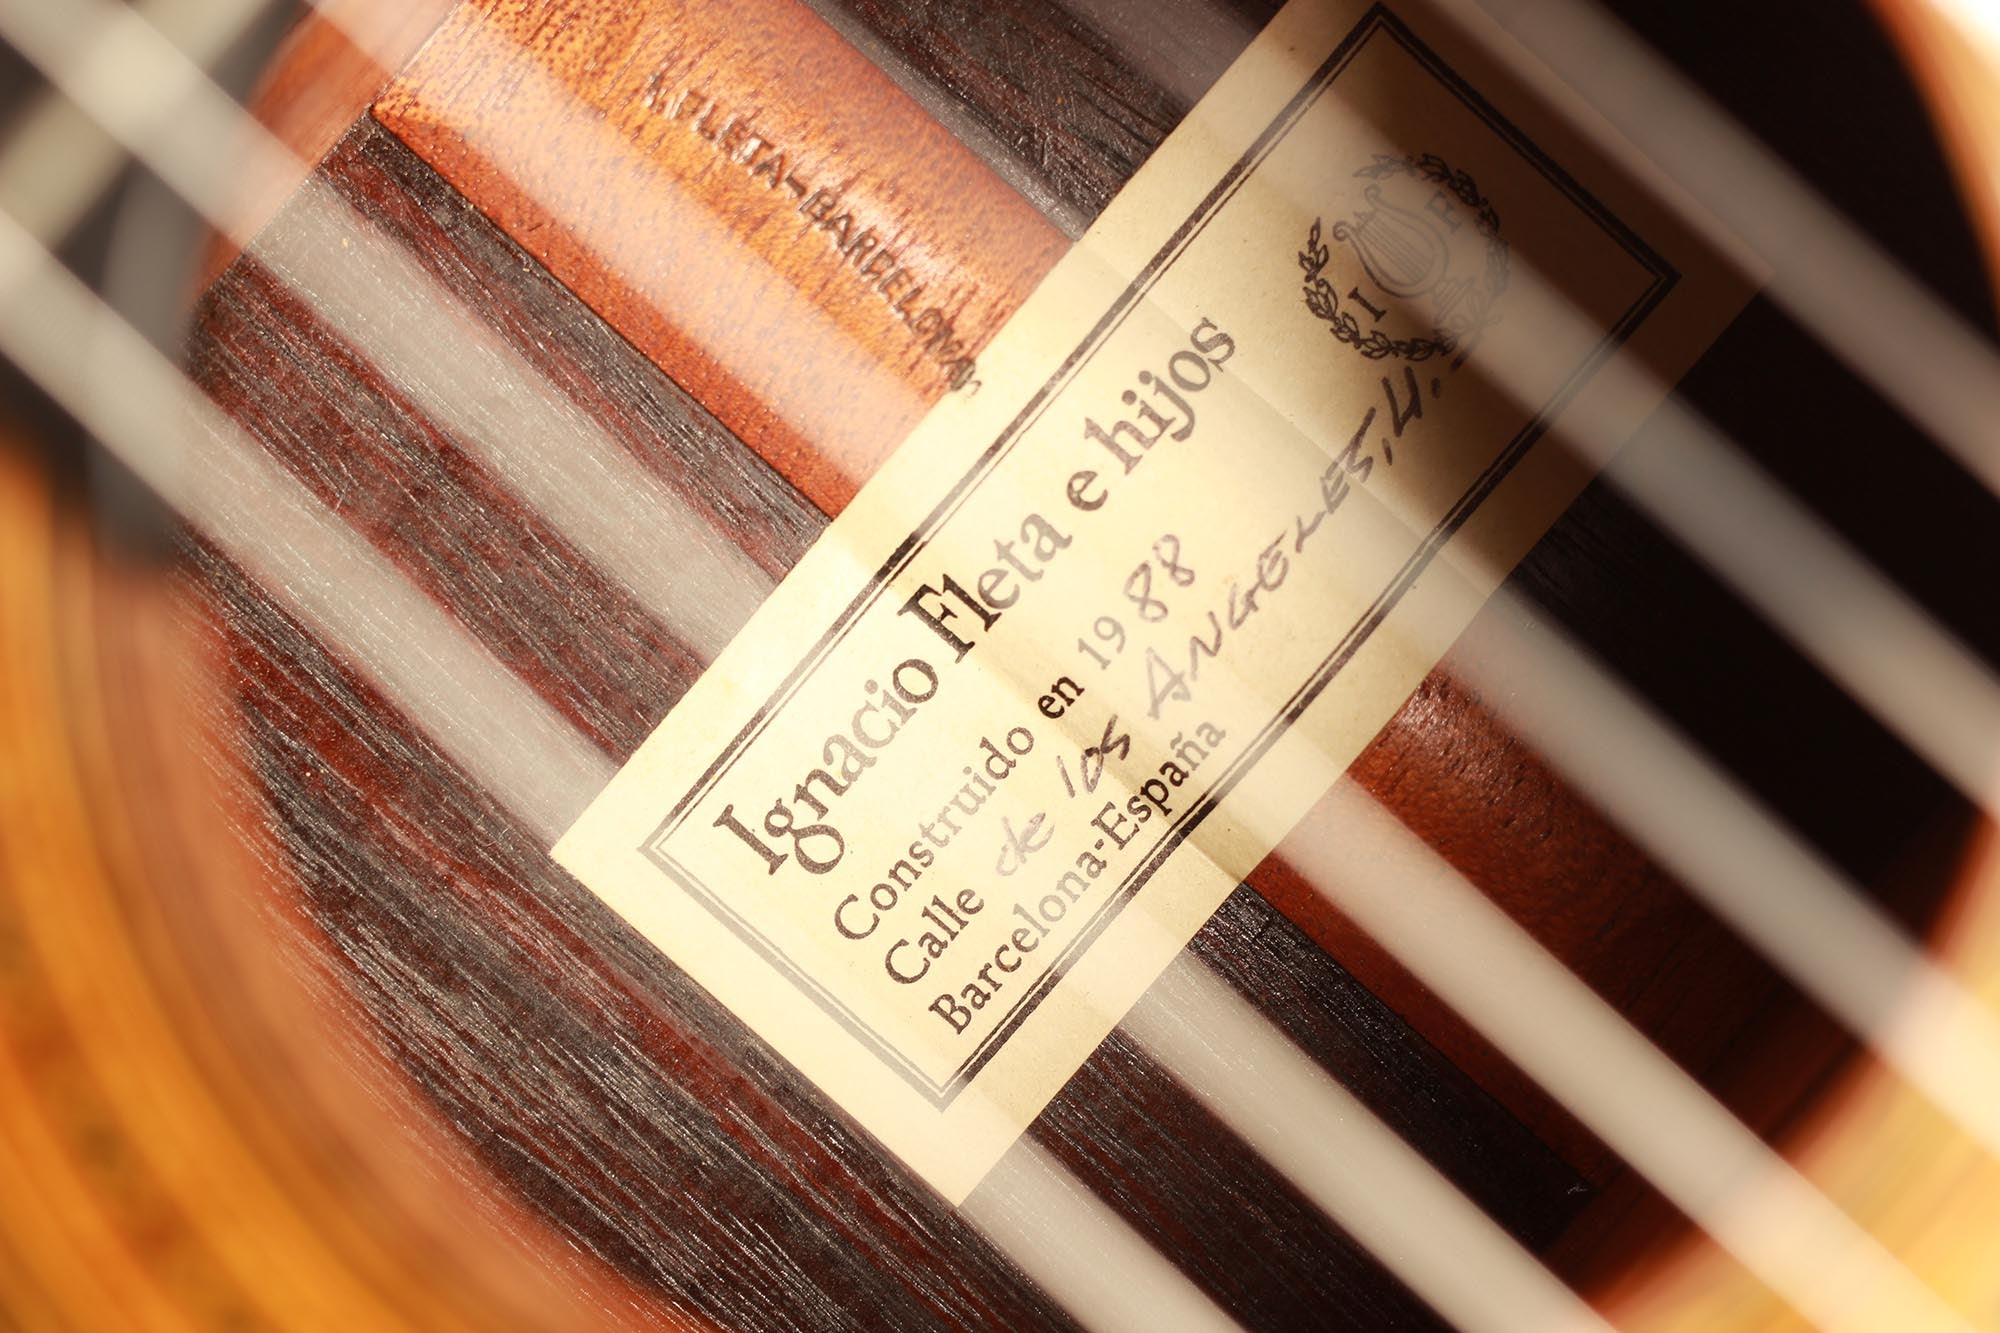 I. FLETA-BARCELONA
I F
Ignacio Fleta e hijos
Construido en 1988
Calle de los ANGELES, 4.
Barcelona-España